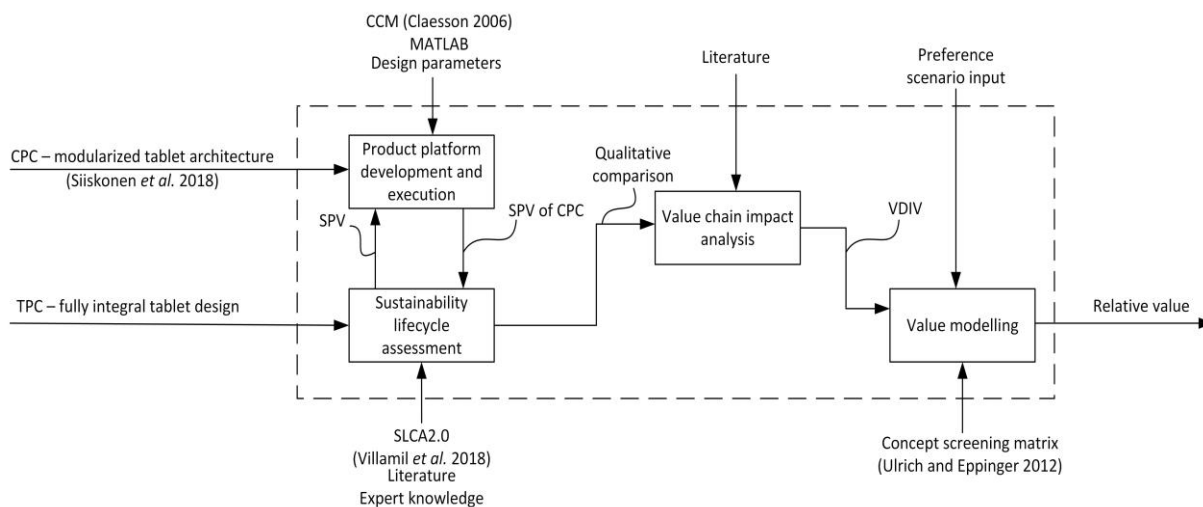 CCM (Claesson 2006)
MATLAB
Design parameters
Literature
Preference
scenario input
CPC – modularized tablet architecture
(Siiskonen et al. 2018)
Product platform
development and
execution
Qualitative
comparison
SPV
SPV of CPC
Value chain impact
analysis
VDIV
TPC – fully integral tablet design
Sustainability
lifecycle
assessment
Value modelling
Relative value
SLCA2.0
(Villamil et al. 2018)
Literature
Expert knowledge
Concept screening matrix
(Ulrich and Eppinger 2012)